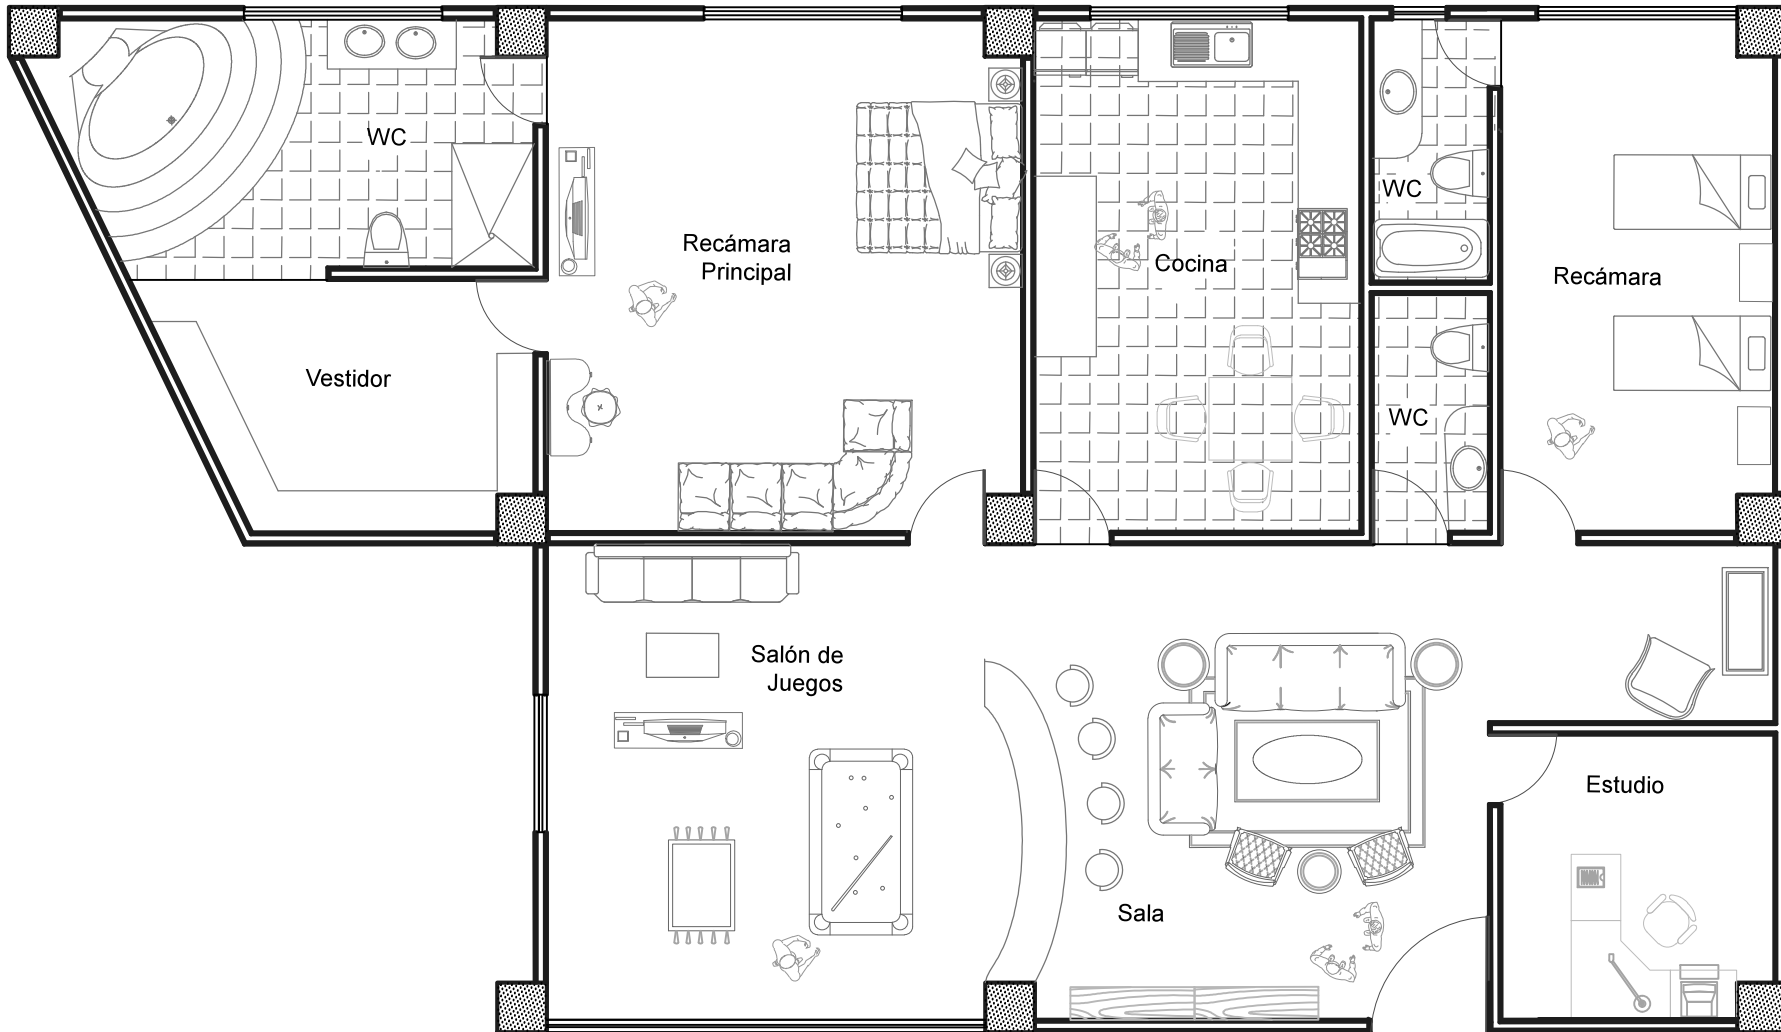 WC
WC
Recámara
Principal
Cocina
Recámara
Vestidor
WC
Salón de
Juegos
Estudio
Sala